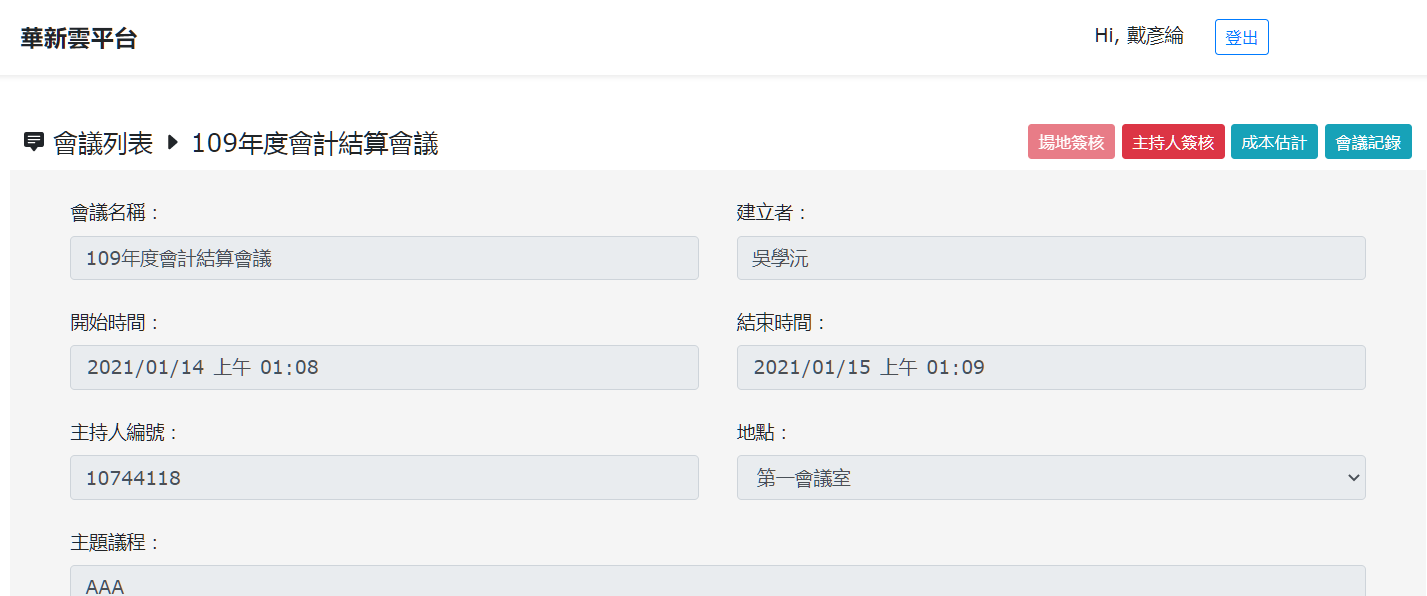 華新雲平台
Hi, 戴彥綸
登出
會議列表 109年度會計結算會議
場地簽核 主持人簽核 成本估計 會議記錄
會議名稱：
建立者：
109年度會計結算會議
吳學沅
開始時間：
結束時間：
2021/01/14 上午 01:08
2021/01/15 上午 01:09
主持人編號：
地點：
10744118
第一會議室
主題議程：
AAA